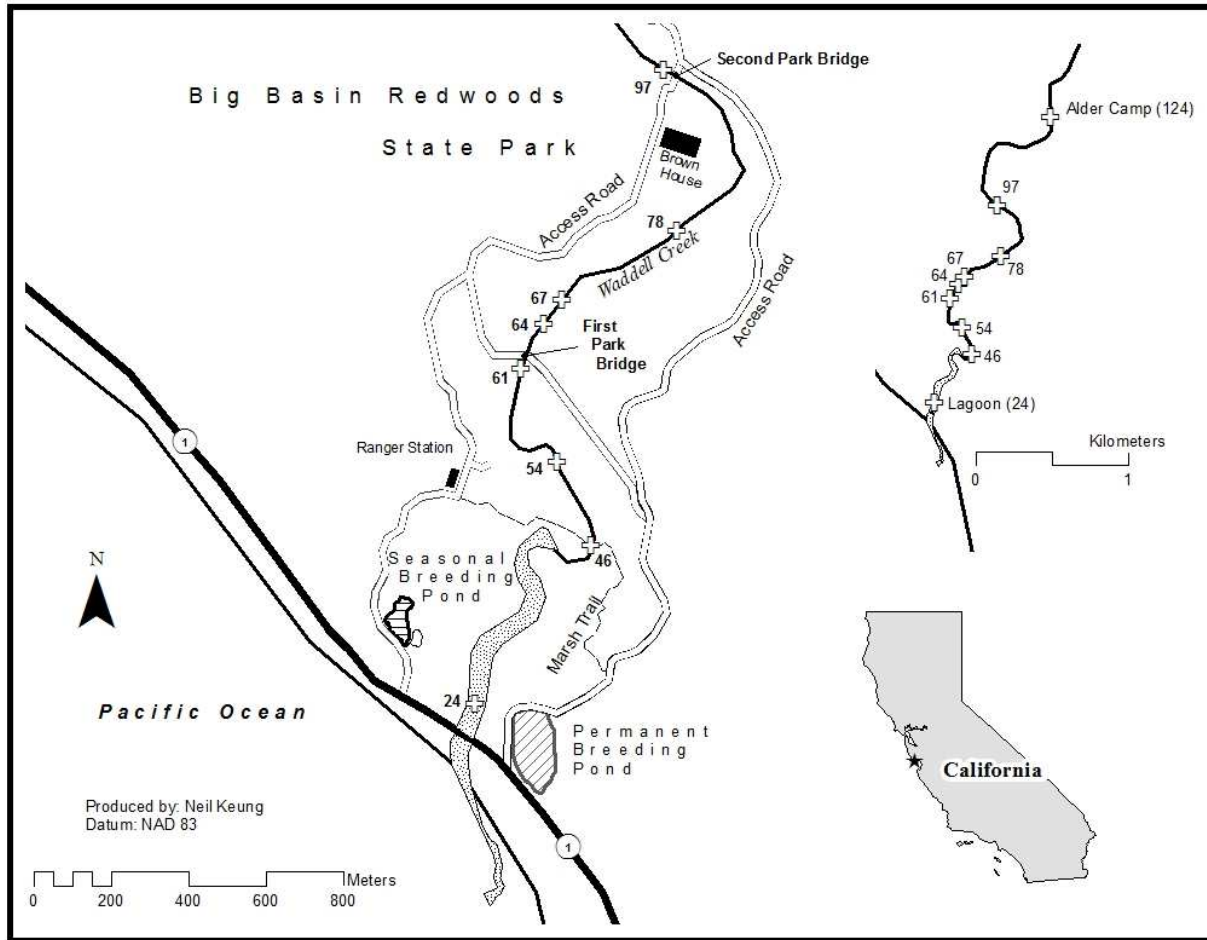 Second Park Bridge
97
Big Basin Redwoods
State Park
Brown
House
Access Road
78
Waddell Creek
Access Road
67
64
First
Park
Bridge
61
1
Ranger Station
54
46
Seasonal
Breeding
Pond
N
Marsh Trail
24
Pacific Ocean
Permanent
Breeding
Pond
Produced by: Neil Keung
Datum: NAD 83
1
Meters
0 200 400 600 800
Alder Camp (124)
97
67
78
64
61
54
46
Lagoon (24)
Kilometers
0 1
California